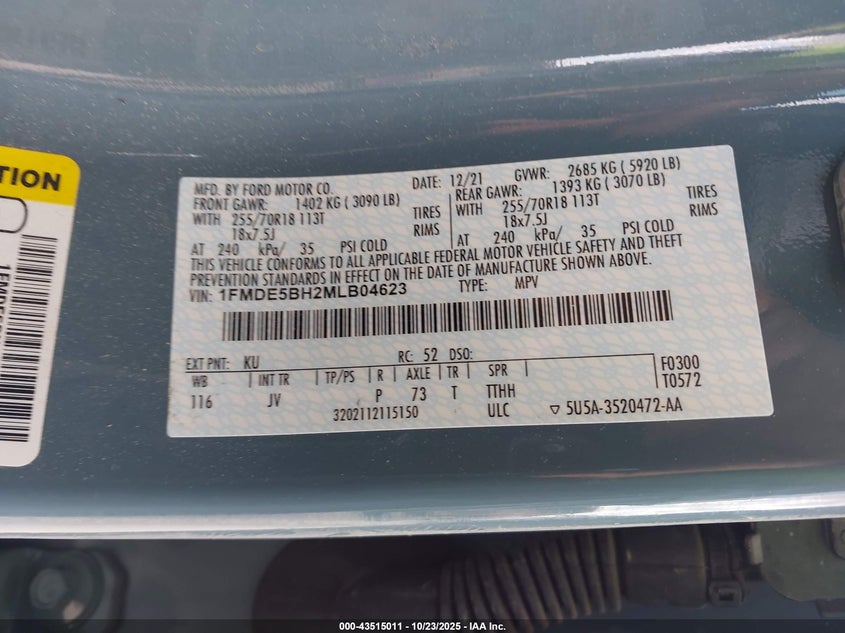 TION
MFD. BY FORD MOTOR CO.
DATE: 12/21 GVWR: 2685 KG ( 5920 LB)
FRONT GAWR: 1402 KG ( 3090 LB) REAR GAWR: 1393 KG ( 3070 LB)
WITH 255/70R18 113T TIRES WITH 255/70R18 113T TIRES
18x7.5J RIMS 18x7.5J RIMS
AT 240 kPa/ 35 PSI COLD AT 240 kPa/ 35 PSI COLD
THIS VEHICLE CONFORMS TO ALL APPLICABLE FEDERAL MOTOR VEHICLE SAFETY AND THEFT
PREVENTION STANDARDS IN EFFECT ON THE DATE OF MANUFACTURE SHOWN ABOVE.
VIN: 1FMDE5BH2MLB04623 TYPE: MPV
EXT PNT: KU RC: 52 DSO:
WB INT TR TP/PS R AXLE TR SPR F0300
116 JV P 73 T TTHH T0572
3202112115150 ULC ▽ 5U5A-3520472-AA
000-43515011 - 10/23/2025 - IAA Inc.